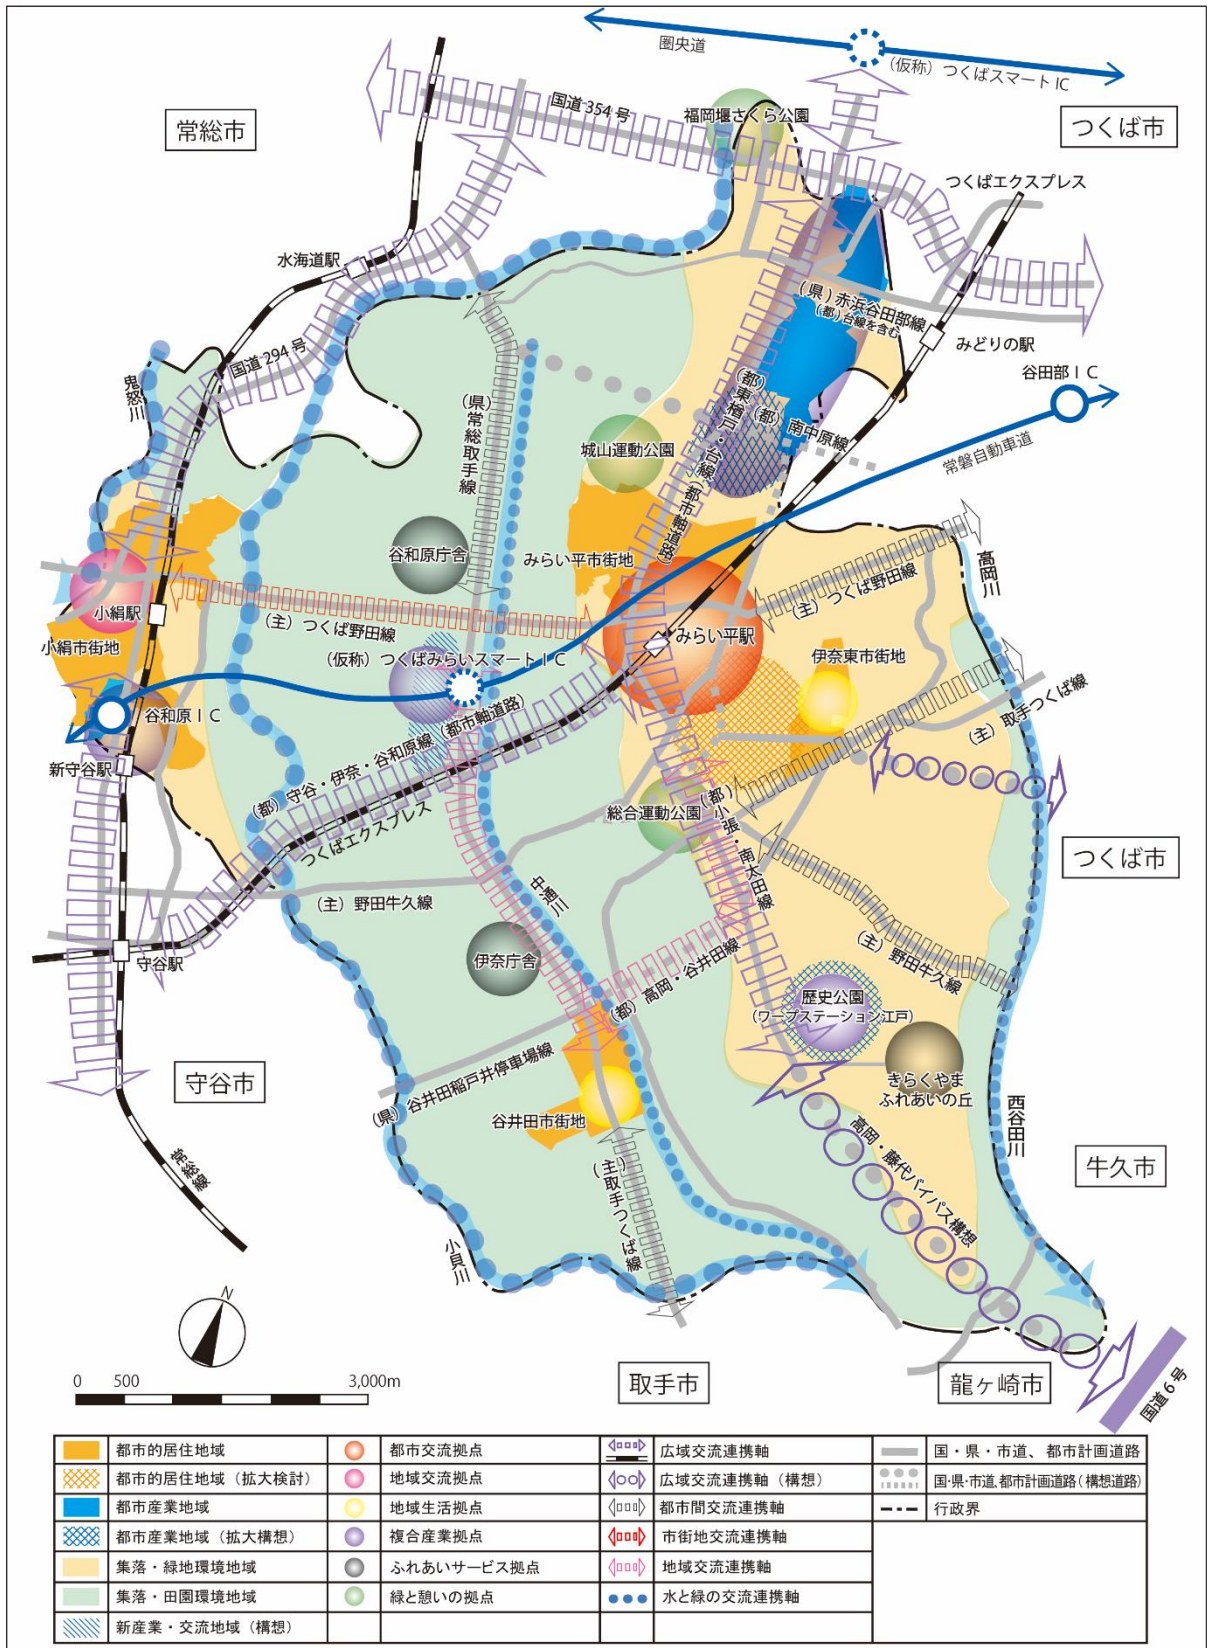 圏央道
(仮称)つくばスマートIC
国道354号
福岡堰さくら公園
常総市
つくば市
つくばエクスプレス
水海道駅
(県)赤浜谷田部線
(都)台線を含む
みどりの駅
谷田部IC
国道294号
鬼怒川
(県)常総取手線
(都)東楢戸・台線(都市軸道路)
(都)南中原線
城山運動公園
常磐自動車道
谷和原庁舎
みらい平市街地
高岡川
小絹駅
(主)つくば野田線
(主)つくば野田線
小絹市街地
みらい平駅
伊奈東市街地
(仮称)つくばみらいスマートIC
谷和原IC
(主)取手つくば線
新守谷駅
(都)守谷・伊奈・谷和原線(都市軸道路)
つくばエクスプレス
総合運動公園
(都)小張・南太田線
つくば市
(主)野田牛久線
中通川
守谷駅
伊奈庁舎
(主)野田牛久線
(都)高岡・谷井田線
歴史公園
(ワープステーション江戸)
守谷市
きらくやま
ふれあいの丘
(県)谷井田稲戸井停車場線
谷井田市街地
西谷田川
高岡・藤代バイパス構想
牛久市
常総線
(主)取手つくば線
小貝川
N
0 500 3,000m
取手市
龍ヶ崎市
国道6号
都市的居住地域
都市交流拠点
広域交流連携軸
国・県・市道、都市計画道路
都市的居住地域(拡大検討)
地域交流拠点
広域交流連携軸(構想)
国・県・市道、都市計画道路(構想道路)
都市産業地域
地域生活拠点
都市間交流連携軸
行政界
都市産業地域(拡大構想)
複合産業拠点
市街地交流連携軸
集落・緑地環境地域
ふれあいサービス拠点
地域交流連携軸
集落・田園環境地域
緑と憩いの拠点
水と緑の交流連携軸
新産業・交流地域(構想)